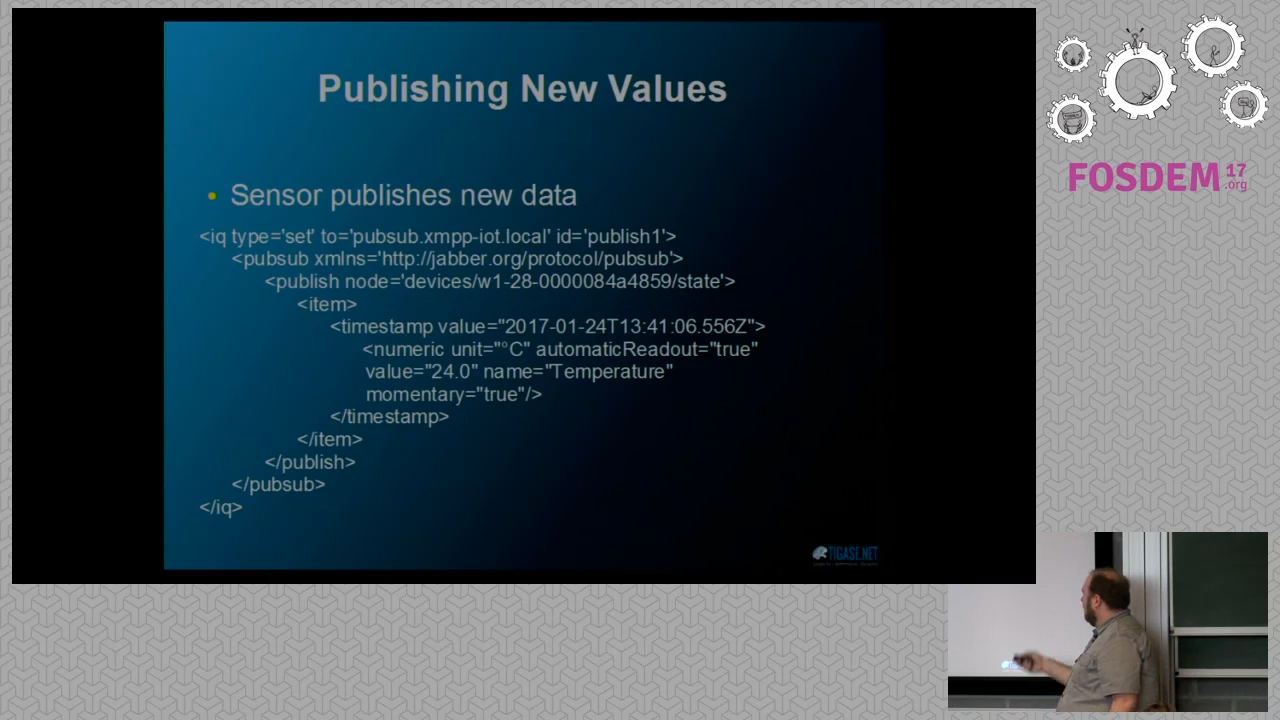 Publishing New Values
• Sensor publishes new data
<iq type='set' to='pubsub.xmpp-iot.local' id='publish1'>
<pubsub xmlns='http://jabber.org/protocol/pubsub'>
<publish node='devices/w1-28-0000084a4859/state'>
<item>
<timestamp value="2017-01-24T13:41:06.556Z">
<numeric unit="°C" automaticReadout="true"
value="24.0" name="Temperature"
momentary="true"/>
</timestamp>
</item>
</publish>
</pubsub>
</iq>
TIGASE.NET
FOSDEM 17
.org